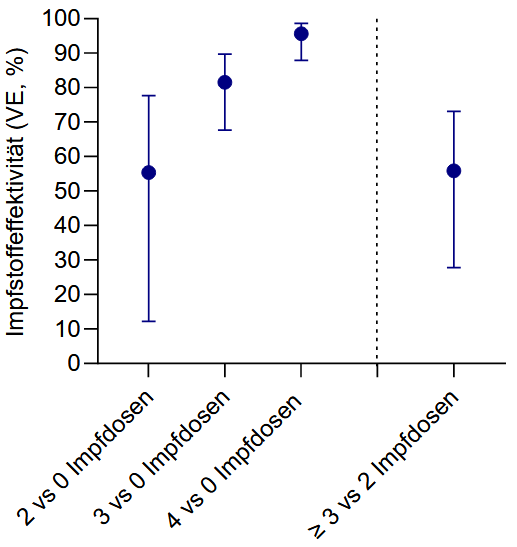 Impfstoffeffektivität (VE, %)
100
90
80
70
60
50
40
30
20
10
0
2 vs 0 Impfdosen
3 vs 0 Impfdosen
4 vs 0 Impfdosen
≥ 3 vs 2 Impfdosen